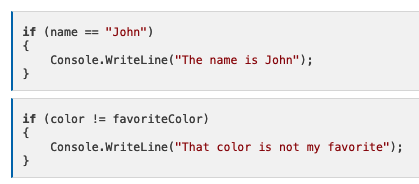 if (name == "John")
{
    Console.WriteLine("The name is John");
}
if (color != favoriteColor)
{
    Console.WriteLine("That color is not my favorite");
}